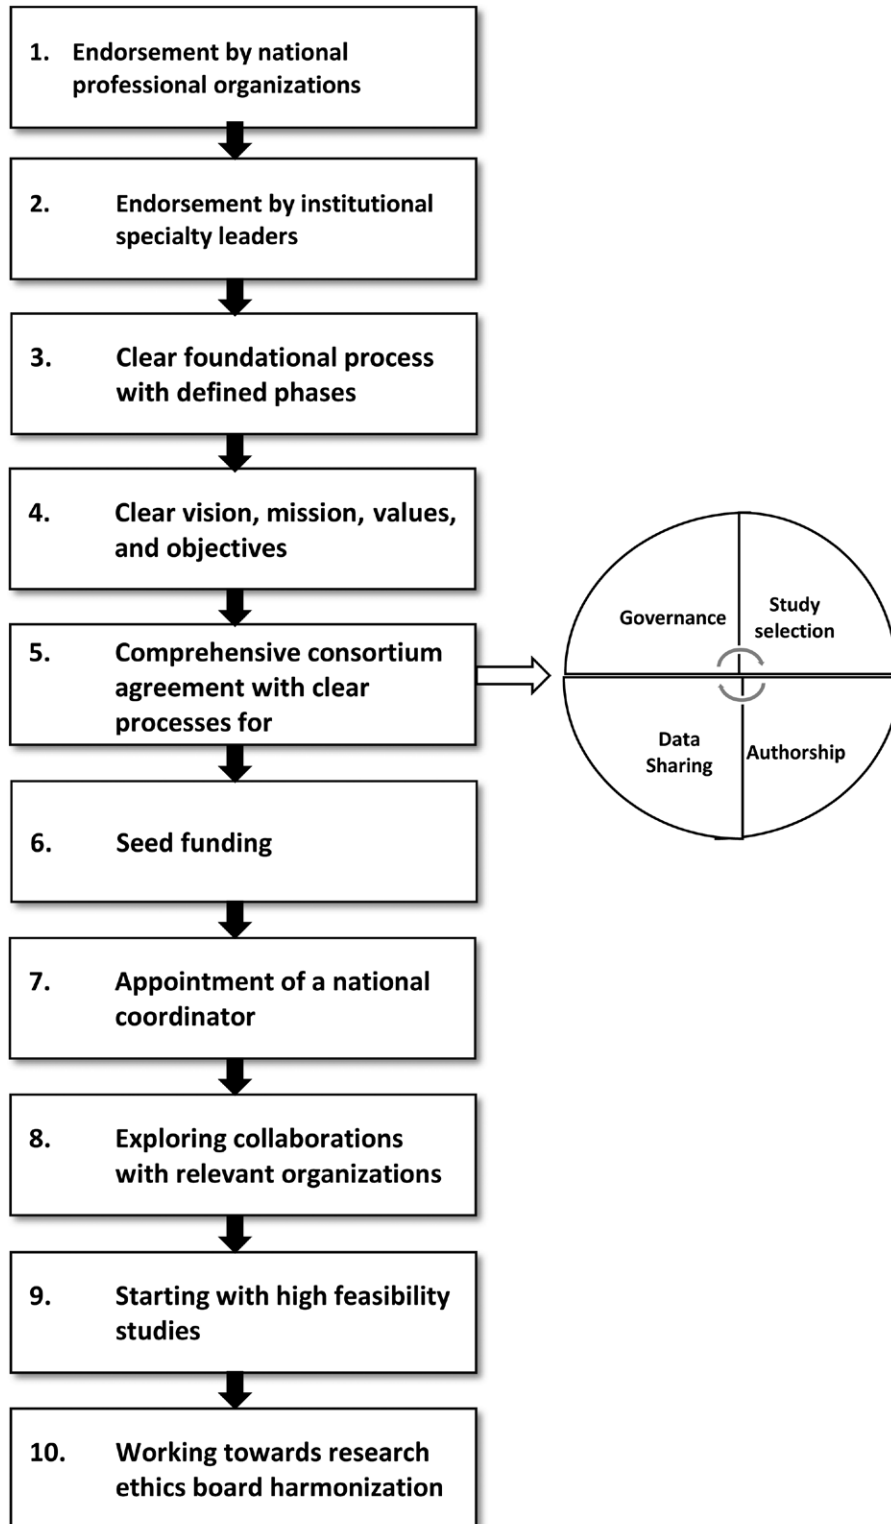 1. Endorsement by national
professional organizations
2. Endorsement by institutional
specialty leaders
3. Clear foundational process
with defined phases
4. Clear vision, mission, values,
and objectives
5. Comprehensive consortium
agreement with clear
processes for
Governance
Study
selection
Data
Sharing
Authorship
6. Seed funding
7. Appointment of a national
coordinator
8. Exploring collaborations
with relevant organizations
9. Starting with high feasibility
studies
10. Working towards research
ethics board harmonization